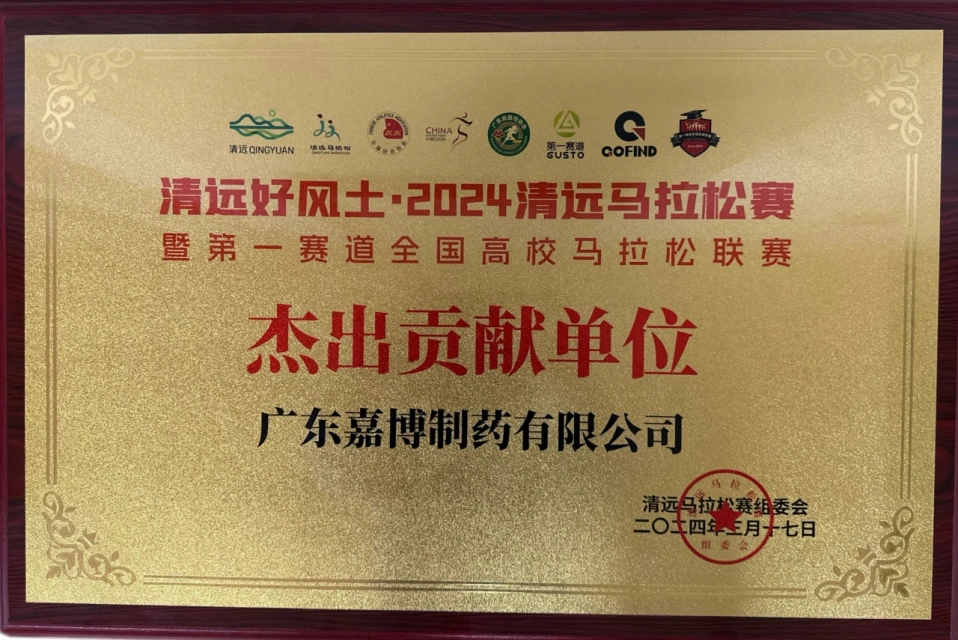 清远 QINGYUAN
清远马拉松
CHINA
第一赛道
GUSTO
QOFIND
清远好风土·2024清远马拉松赛
暨第一赛道全国高校马拉松联赛
杰出贡献单位
广东嘉博制药有限公司
清远马拉松赛组委会
二〇二四年三月十七日
组委会